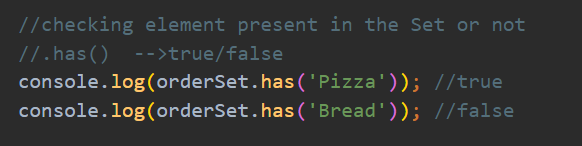 //checking element present in the Set or not
//.has()  -->true/false
console.log(orderSet.has('Pizza')); //true
console.log(orderSet.has('Bread')); //false